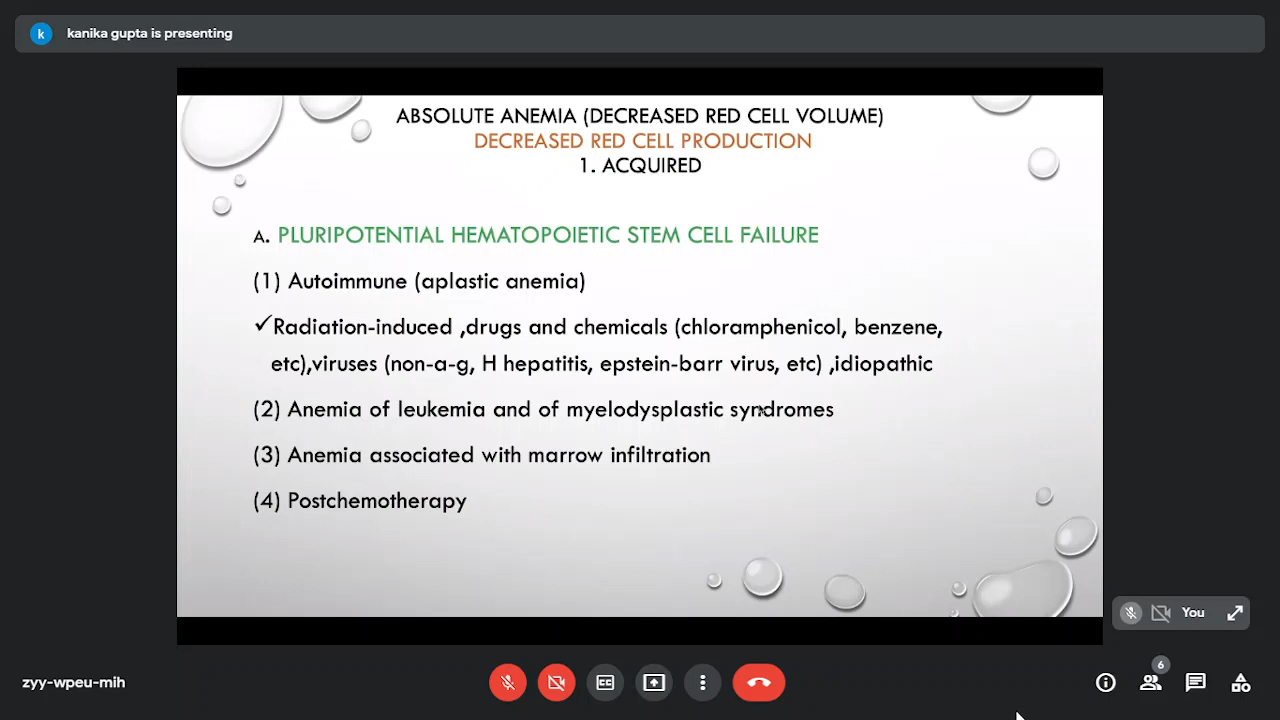 k
kanika gupta is presenting
ABSOLUTE ANEMIA (DECREASED RED CELL VOLUME)
DECREASED RED CELL PRODUCTION
1. ACQUIRED
A. PLURIPOTENTIAL HEMATOPOIETIC STEM CELL FAILURE
(1) Autoimmune (aplastic anemia)
✓Radiation-induced ,drugs and chemicals (chloramphenicol, benzene,
etc),viruses (non-a-g, H hepatitis, epstein-barr virus, etc) ,idiopathic
(2) Anemia of leukemia and of myelodysplastic syndromes
(3) Anemia associated with marrow infiltration
(4) Postchemotherapy
You
6
zyy-wpeu-mih
CC